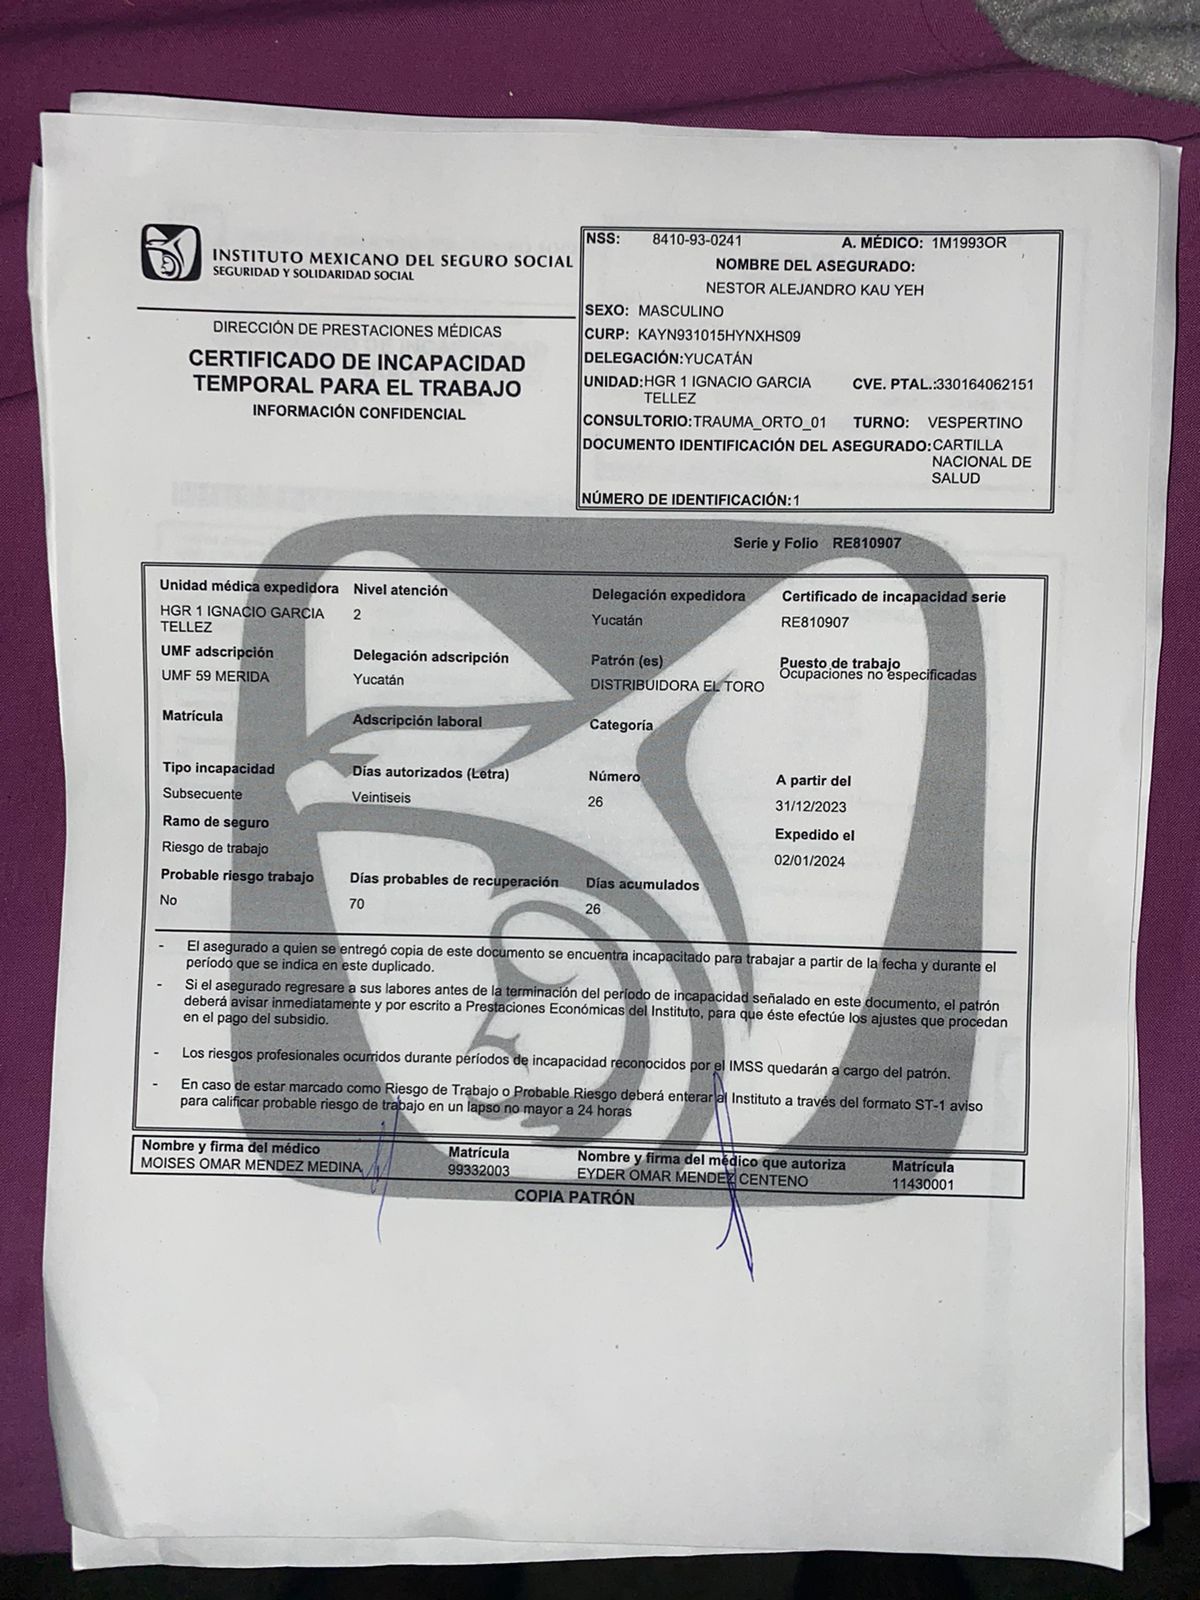 INSTITUTO MEXICANO DEL SEGURO SOCIAL
SEGURIDAD Y SOLIDARIDAD SOCIAL
DIRECCIÓN DE PRESTACIONES MÉDICAS
CERTIFICADO DE INCAPACIDAD
TEMPORAL PARA EL TRABAJO
INFORMACIÓN CONFIDENCIAL
NSS: 8410-93-0241 A. MÉDICO: 1M1993OR
NOMBRE DEL ASEGURADO:
NESTOR ALEJANDRO KAU YEH
SEXO: MASCULINO
CURP: KAYN931015HYNXHS09
DELEGACIÓN:YUCATÁN
UNIDAD:HGR 1 IGNACIO GARCIA CVE. PTAL.:330164062151
TELLEZ
CONSULTORIO:TRAUMA_ORTO_01 TURNO: VESPERTINO
DOCUMENTO IDENTIFICACIÓN DEL ASEGURADO:CARTILLA
NACIONAL DE
SALUD
NÚMERO DE IDENTIFICACIÓN:1
Serie y Folio RE810907
Unidad médica expedidora Nivel atención Delegación expedidora Certificado de incapacidad serie
HGR 1 IGNACIO GARCIA 2 Yucatán RE810907
TELLEZ
UMF adscripción Delegación adscripción Patrón (es) Puesto de trabajo
UMF 59 MERIDA Yucatán DISTRIBUIDORA EL TORO Ocupaciones no especificadas
Matrícula Adscripción laboral Categoría
Tipo incapacidad Días autorizados (Letra) Número A partir del
Subsecuente Veintiseis 26 31/12/2023
Ramo de seguro Expedido el
Riesgo de trabajo 02/01/2024
Probable riesgo trabajo Días probables de recuperación Días acumulados
No 70 26
- El asegurado a quien se entregó copia de este documento se encuentra incapacitado para trabajar a partir de la fecha y durante el
período que se indica en este duplicado.
- Si el asegurado regresare a sus labores antes de la terminación del período de incapacidad señalado en este documento, el patrón
deberá avisar inmediatamente y por escrito a Prestaciones Económicas del Instituto, para que éste efectúe los ajustes que procedan
en el pago del subsidio.
- Los riesgos profesionales ocurridos durante períodos de incapacidad reconocidos por el IMSS quedarán a cargo del patrón.
- En caso de estar marcado como Riesgo de Trabajo o Probable Riesgo deberá enterar al Instituto a través del formato ST-1 aviso
para calificar probable riesgo de trabajo en un lapso no mayor a 24 horas
Nombre y firma del médico Matrícula Nombre y firma del médico que autoriza Matrícula
MOISES OMAR MENDEZ MEDINA 99332003 EYDER OMAR MENDEZ CENTENO 11430001
COPIA PATRÓN